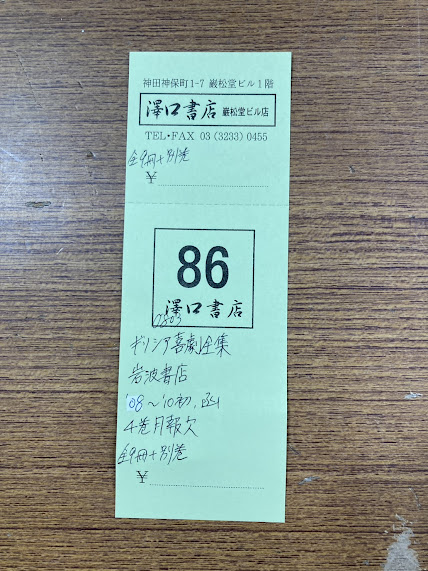 神田神保町1-7 巌松堂ビル1階
澤口書店 巌松堂ビル店
TEL・FAX 03 (3233) 0455
全9冊+別巻
¥
86
澤口書店
0803
ギリシア喜劇全集
岩波書店
'08〜'10初、函
4巻月報欠
全9冊+別巻
¥